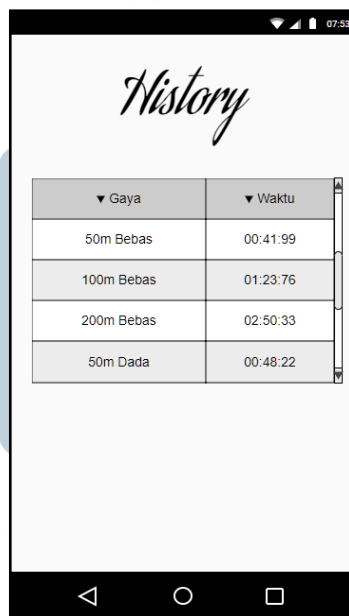 07:53
History
▼ Gaya ▼ Waktu
50m Bebas 00:41:99
100m Bebas 01:23:76
200m Bebas 02:50:33
50m Dada 00:48:22